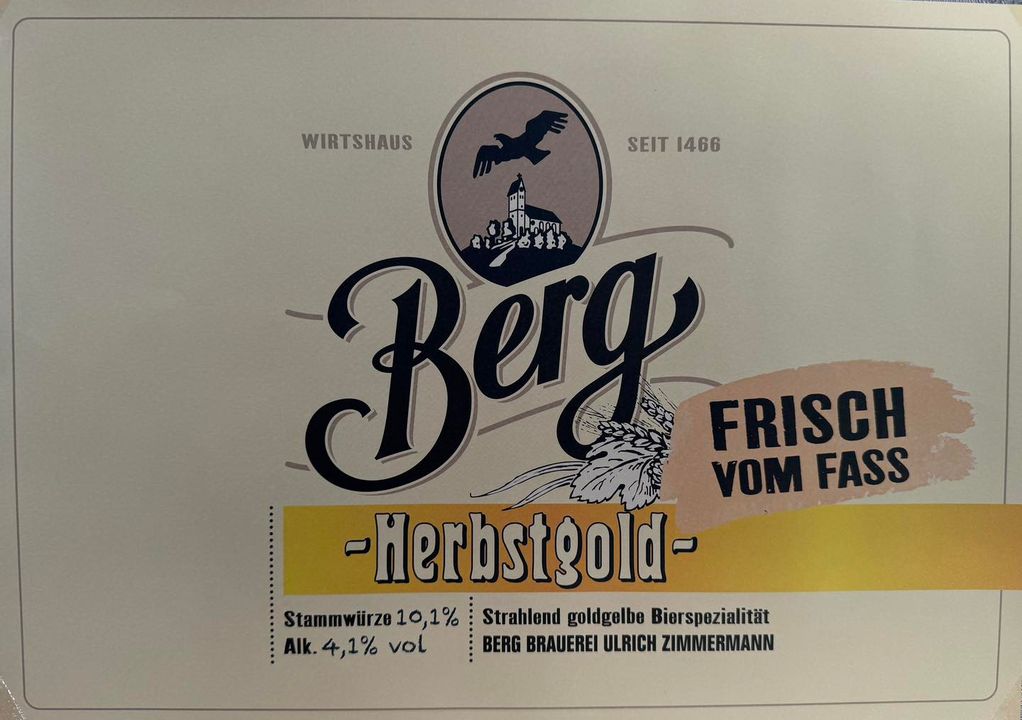 WIRTSHAUS
SEIT 1466
Berg
FRISCH
VOM FASS
-Herbstgold-
Stammwürze 10,1%
Alk. 4,1% vol
Strahlend goldgelbe Bierspezialität
BERG BRAUEREI ULRICH ZIMMERMANN